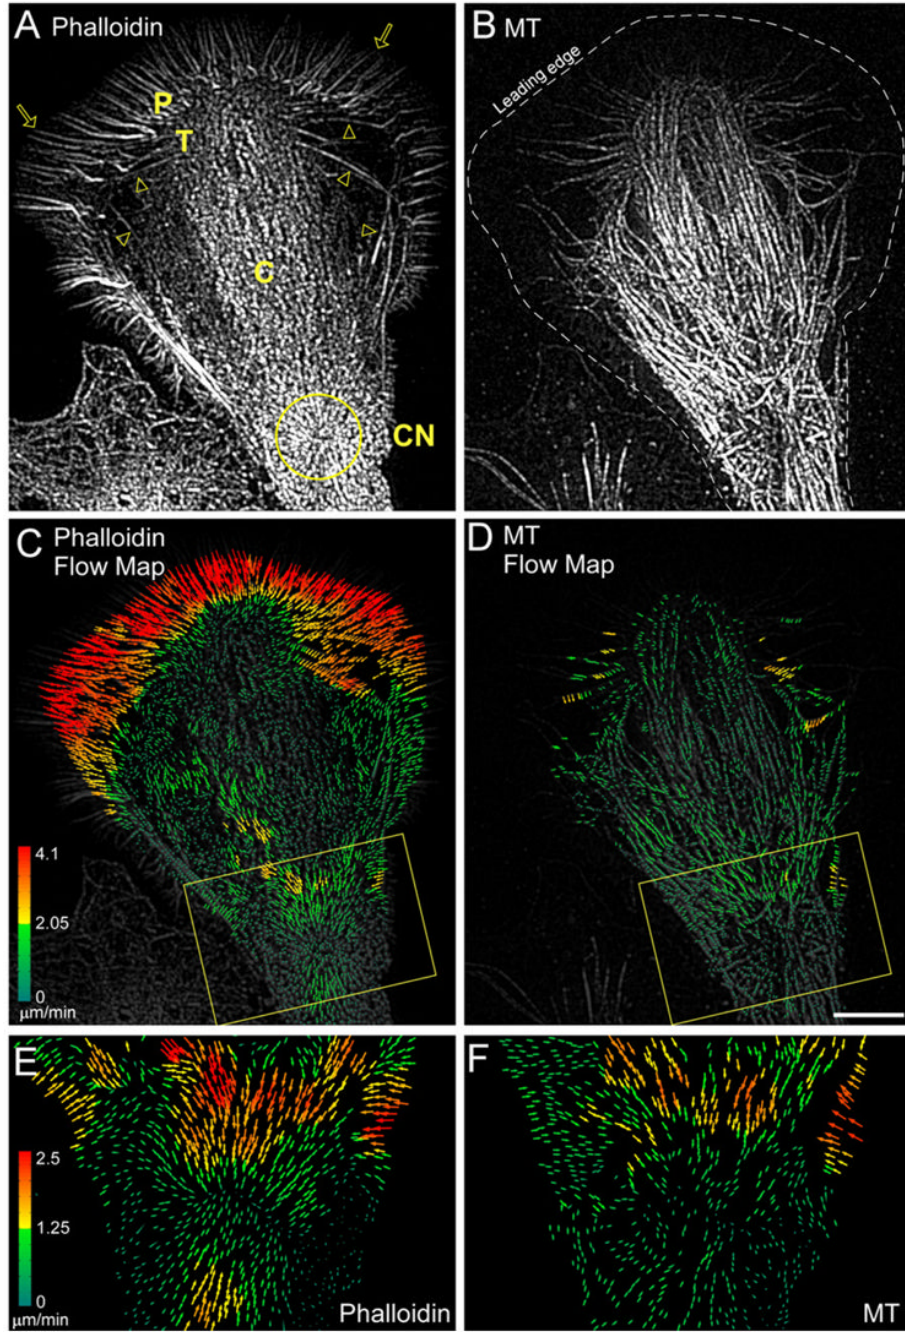 A Phalloidin
P
T
C
CN
B MT
Leading edge
C Phalloidin
Flow Map
4.1
2.05
0
μm/min
D MT
Flow Map
E
2.5
1.25
0
μm/min
Phalloidin
F
MT